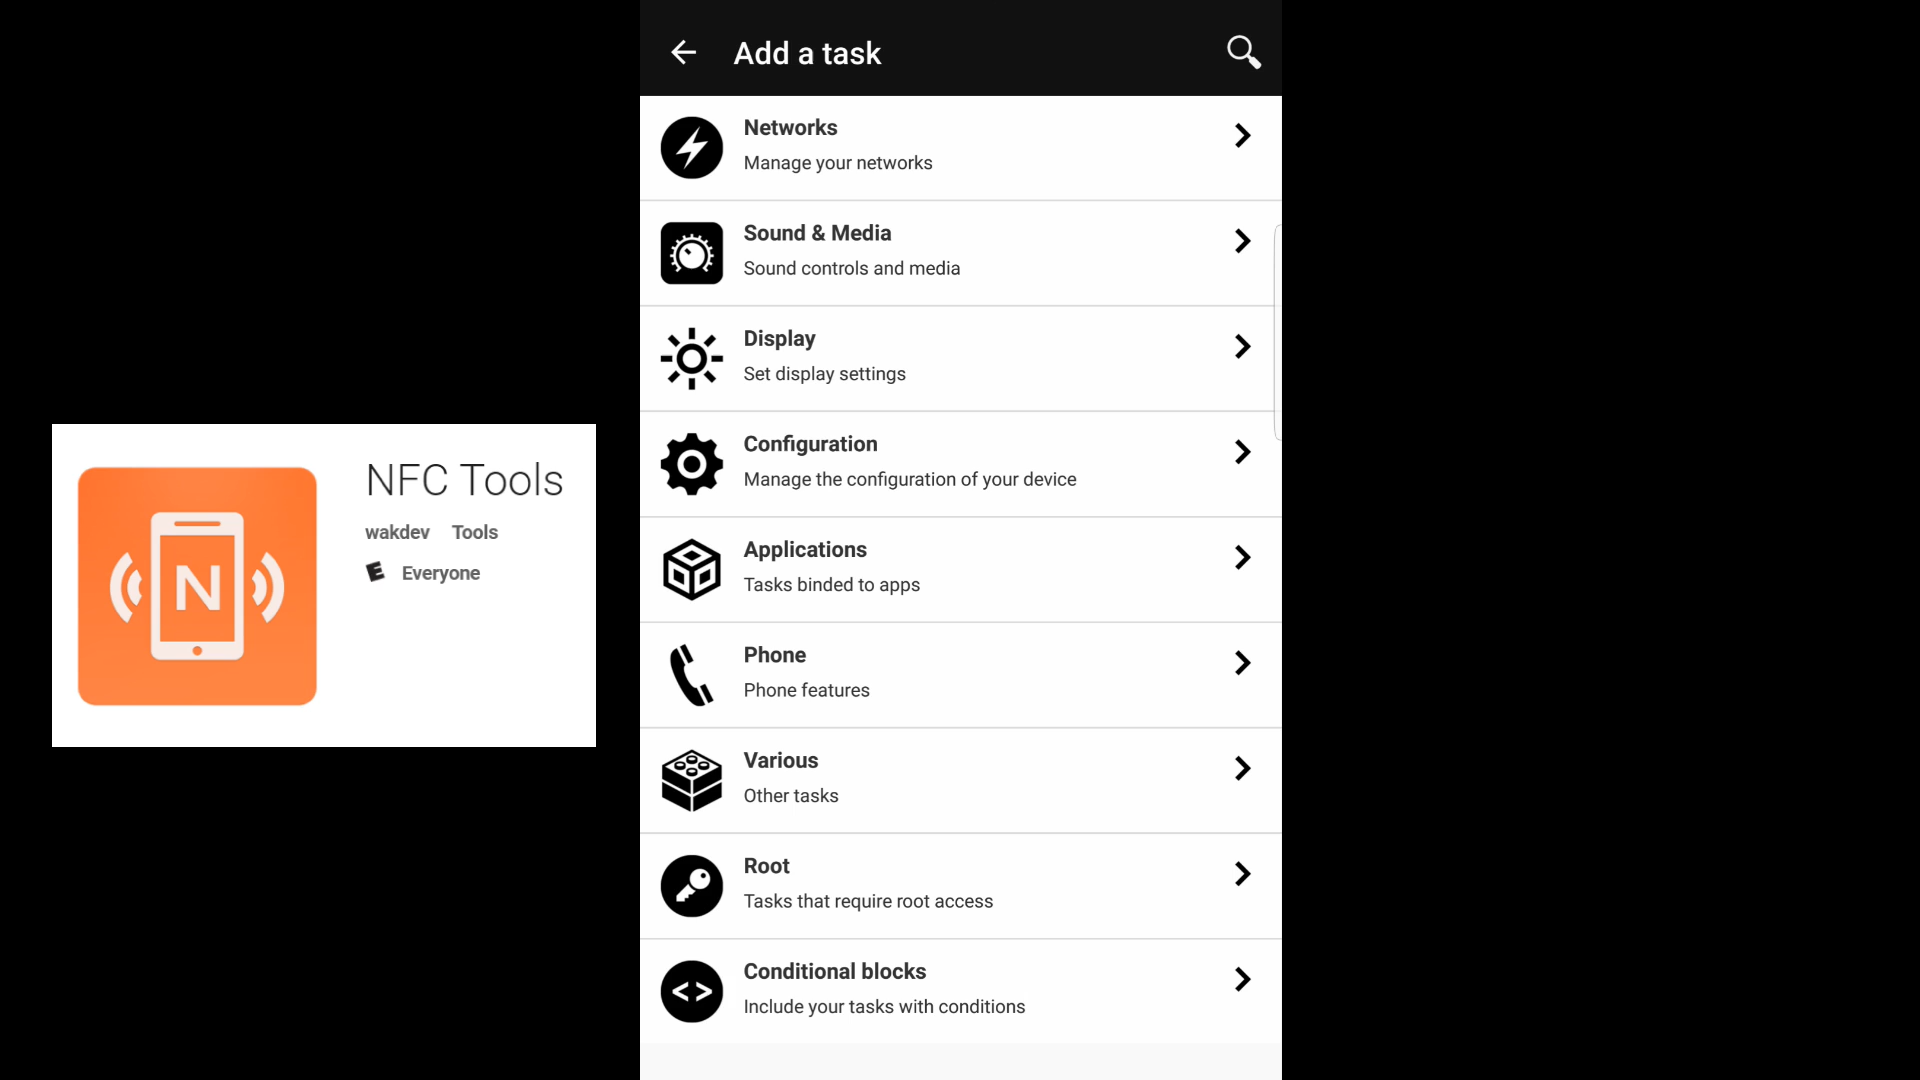 NFC Tools
wakdev Tools
E Everyone
N
Add a task
Networks
Manage your networks
Sound & Media
Sound controls and media
Display
Set display settings
Configuration
Manage the configuration of your device
Applications
Tasks binded to apps
Phone
Phone features
Various
Other tasks
Root
Tasks that require root access
Conditional blocks
Include your tasks with conditions